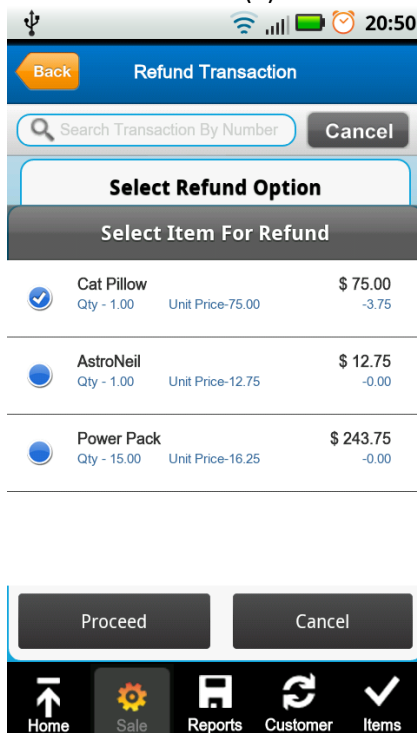 20:50
Back Refund Transaction
Search Transaction By Number Cancel
Select Refund Option
Select Item For Refund
Cat Pillow $ 75.00
Qty - 1.00 Unit Price-75.00 -3.75
AstroNeil $ 12.75
Qty - 1.00 Unit Price-12.75 -0.00
Power Pack $ 243.75
Qty - 15.00 Unit Price-16.25 -0.00
Proceed Cancel
Home Sale Reports Customer Items